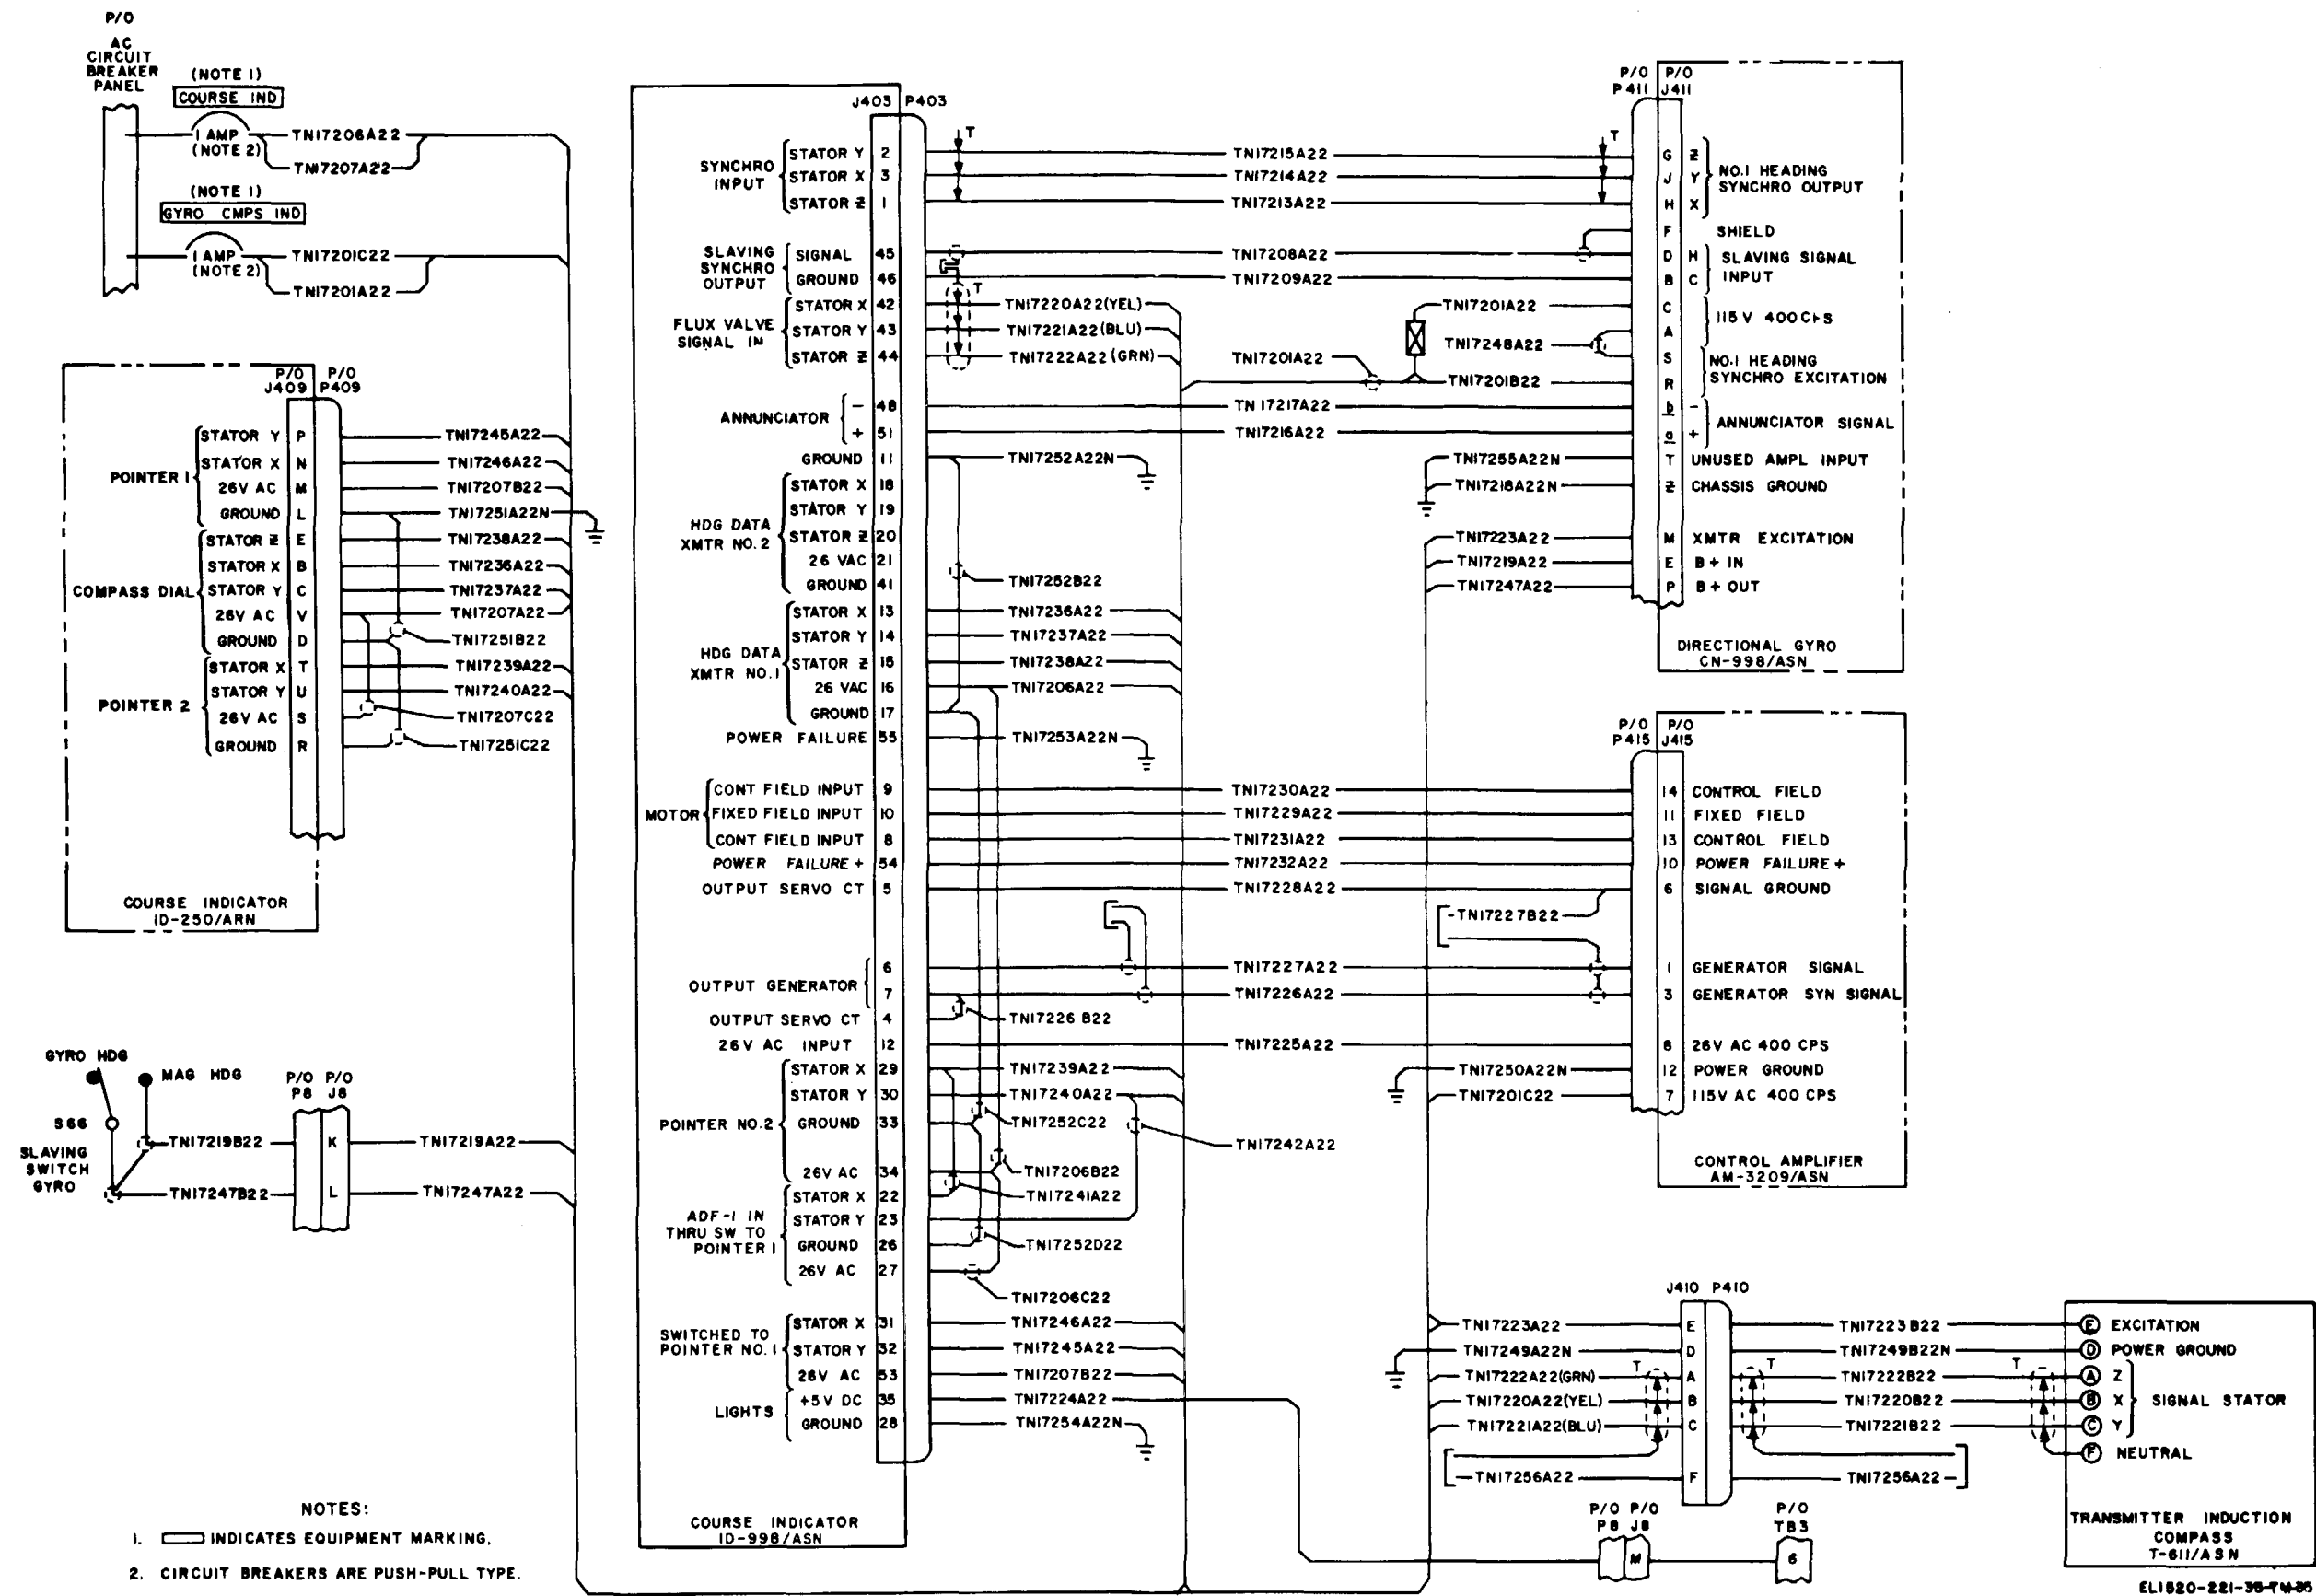 P/O
AC
CIRCUIT
BREAKER
PANEL
(NOTE 1)
COURSE IND
1 AMP
(NOTE 2)
TN17206A22
TN17207A22
(NOTE 1)
GYRO CMPS IND
1 AMP
(NOTE 2)
TN17201C22
TN17201A22
P/O P/O
J409 P409
POINTER 1
STATOR Y P TN17245A22
STATOR X N TN17246A22
26V AC M TN17207B22
GROUND L TN17251A22N
COMPASS DIAL
STATOR Z E TN17238A22
STATOR X B TN17236A22
STATOR Y C TN17237A22
26V AC V TN17207A22
GROUND D TN17251B22
POINTER 2
STATOR X T TN17239A22
STATOR Y U TN17240A22
26V AC S TN17207C22
GROUND R TN17251C22
COURSE INDICATOR
ID-250/ARN
GYRO HDG
MAG HDG
S66
SLAVING
SWITCH
GYRO
P/O P/O
P8 J8
TN17219B22 K TN17219A22
TN17247B22 L TN17247A22
NOTES:
1. INDICATES EQUIPMENT MARKING.
2. CIRCUIT BREAKERS ARE PUSH-PULL TYPE.
J403 P403
SYNCHRO
INPUT
STATOR Y 2 T TN17215A22
STATOR X 3 TN17214A22
STATOR Z 1 TN17213A22
SLAVING
SYNCHRO
OUTPUT
SIGNAL 45 TN17208A22
GROUND 46 TN17209A22
FLUX VALVE
SIGNAL IN
T
STATOR X 42 TN17220A22(YEL)
STATOR Y 43 TN17221A22(BLU)
STATOR Z 44 TN17222A22(GRN)
ANNUNCIATOR
- 48 TN17217A22
+ 51 TN17216A22
GROUND 11 TN17252A22N
HDG DATA
XMTR NO.2
STATOR X 18
STATOR Y 19
STATOR Z 20
26 VAC 21
GROUND 41 TN17252B22
HDG DATA
XMTR NO.1
STATOR X 13 TN17236A22
STATOR Y 14 TN17237A22
STATOR Z 15 TN17238A22
26 VAC 16 TN17206A22
GROUND 17
POWER FAILURE 55 TN17253A22N
MOTOR
CONT FIELD INPUT 9 TN17230A22
FIXED FIELD INPUT 10 TN17229A22
CONT FIELD INPUT 8 TN17231A22
POWER FAILURE + 54 TN17232A22
OUTPUT SERVO CT 5 TN17228A22
OUTPUT GENERATOR
6 TN17227A22
7 TN17226A22
OUTPUT SERVO CT 4 TN17226B22
26V AC INPUT 12 TN17225A22
POINTER NO.2
STATOR X 29 TN17239A22
STATOR Y 30 TN17240A22
GROUND 33 TN17252C22
TN17242A22
26V AC 34 TN17206B22
ADF-1 IN
THRU SW TO
POINTER 1
STATOR X 22 TN17241A22
STATOR Y 23
GROUND 26 TN17252D22
26V AC 27
TN17206C22
SWITCHED TO
POINTER NO.1
STATOR X 31 TN17246A22
STATOR Y 32 TN17245A22
26V AC 53 TN17207B22
LIGHTS
+5V DC 35 TN17224A22
GROUND 28 TN17254A22N
COURSE INDICATOR
ID-998/ASN
P/O P/O
P411 J411
T
G Z
J Y
H X
NO.1 HEADING
SYNCHRO OUTPUT
F SHIELD
D H
B C
SLAVING SIGNAL
INPUT
TN17201A22 C
A
115V 400CPS
TN17248A22
TN17201A22
S
TN17201B22 R
NO.1 HEADING
SYNCHRO EXCITATION
b -
a +
ANNUNCIATOR SIGNAL
TN17255A22N T UNUSED AMPL INPUT
TN17218A22N Z CHASSIS GROUND
TN17223A22 M XMTR EXCITATION
TN17219A22 E B+ IN
TN17247A22 P B+ OUT
DIRECTIONAL GYRO
CN-998/ASN
P/O P/O
P415 J415
14 CONTROL FIELD
11 FIXED FIELD
13 CONTROL FIELD
10 POWER FAILURE +
6 SIGNAL GROUND
TN17227B22
1 GENERATOR SIGNAL
3 GENERATOR SYN SIGNAL
8 26V AC 400 CPS
TN17250A22N 12 POWER GROUND
TN17201C22 7 115V AC 400 CPS
CONTROL AMPLIFIER
AM-3209/ASN
J410 P410
TN17223A22 E TN17223B22 E EXCITATION
TN17249A22N D TN17249B22N D POWER GROUND
T T T
TN17222A22(GRN) A TN17222B22 A Z
TN17220A22(YEL) B TN17220B22 B X
TN17221A22(BLU) C TN17221B22 C Y
SIGNAL STATOR
F NEUTRAL
TN17256A22 F TN17256A22
TRANSMITTER INDUCTION
COMPASS
T-611/ASN
P/O P/O
P8 J8
M
P/O
TB3
6